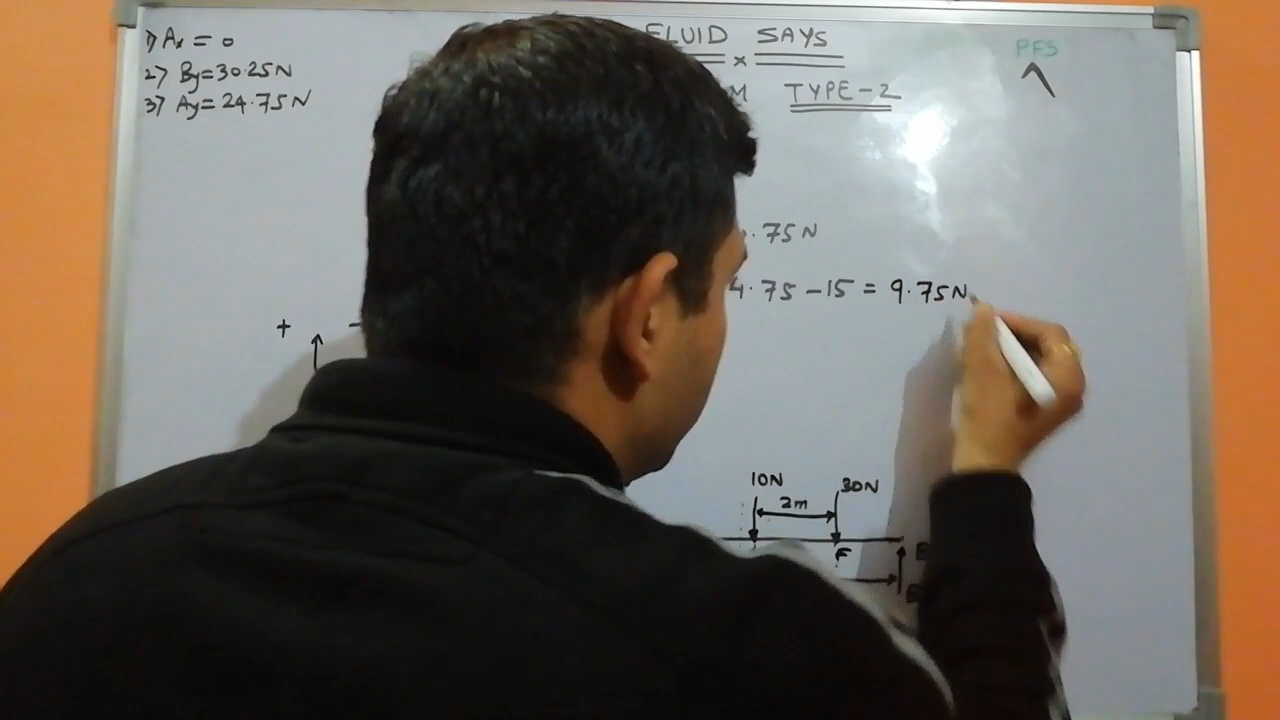 1) Ax = 0
2) By=30.25N
3) Ay=24.75N
FLUID SAYS
x
M TYPE-2
PFS
.75N
4.75-15 = 9.75N
+ -
10N
30N
2m
F